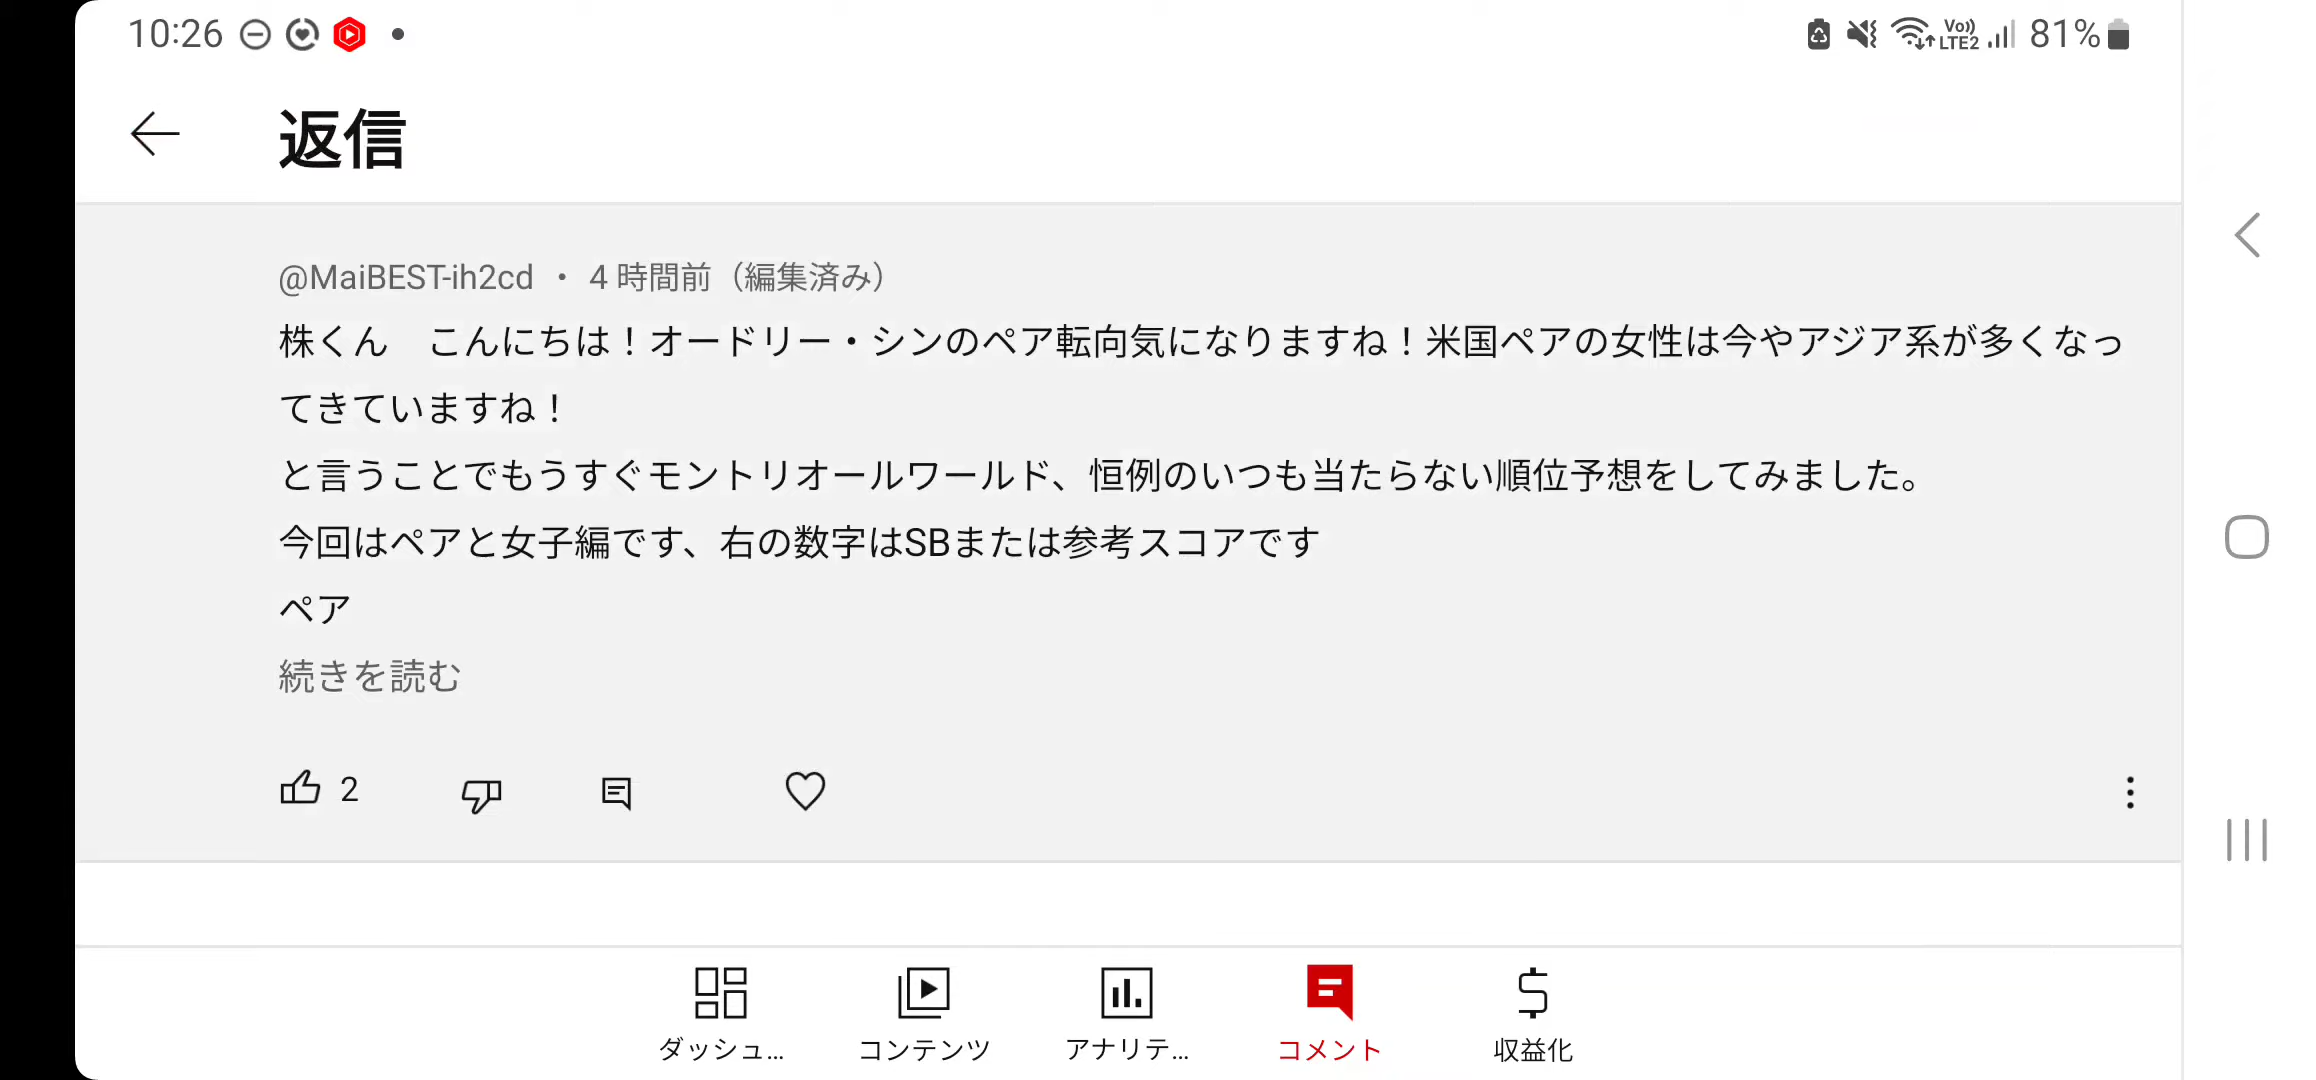 10:26
Vo)) LTE2 81%
返信
@MaiBEST-ih2cd ・ 4 時間前（編集済み）
株くん　こんにちは！オードリー・シンのペア転向気になりますね！米国ペアの女性は今やアジア系が多くなっ
てきていますね！
と言うことでもうすぐモントリオールワールド、恒例のいつも当たらない順位予想をしてみました。
今回はペアと女子編です、右の数字はSBまたは参考スコアです
ペア
続きを読む
2
ダッシュ... コンテンツ アナリテ... コメント 収益化